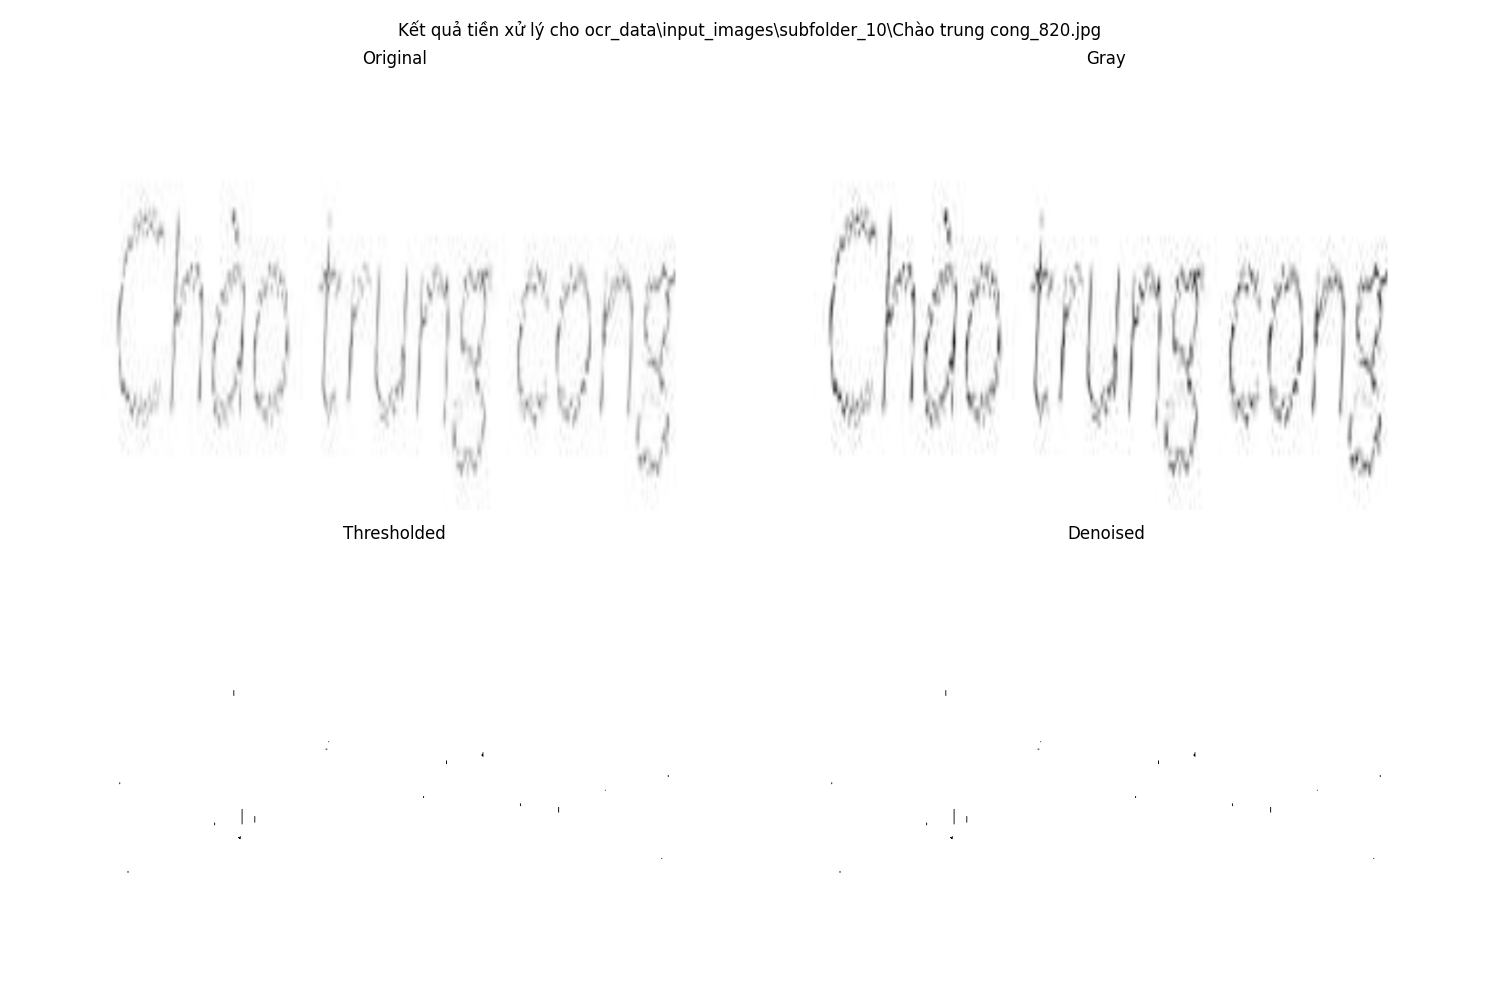 Kết quả tiền xử lý cho ocr_data\input_images\subfolder_10\Chào trung cong_820.jpg
Original
Gray
Chào trung cong
Chào trung cong
Thresholded
Denoised